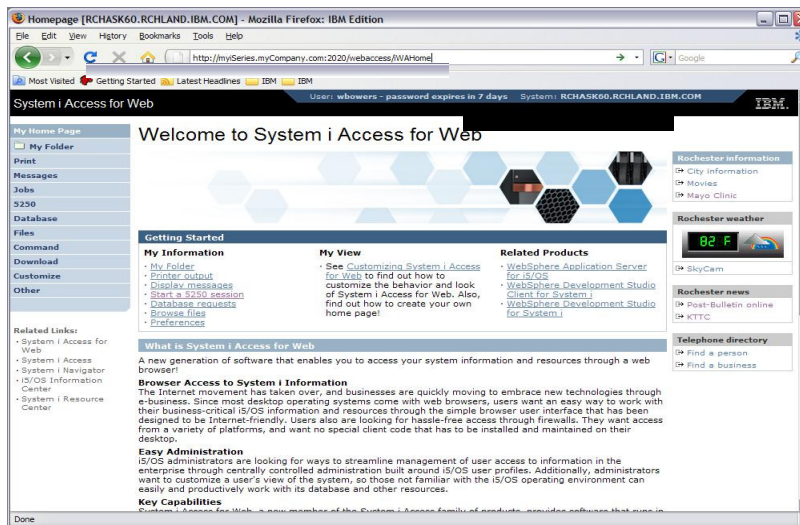 Homepage [RCHASK60.RCHLAND.IBM.COM] - Mozilla Firefox: IBM Edition
File Edit View History Bookmarks Tools Help
http://myiSeries.myCompany.com:2020/webaccess/iWAHome
Google
Most Visited Getting Started Latest Headlines IBM IBM
System i Access for Web
User: wbowers - password expires in 7 days System: RCHASK60.RCHLAND.IBM.COM
IBM.
My Home Page
My Folder
Print
Messages
Jobs
5250
Database
Files
Command
Download
Customize
Other
Related Links:
· System i Access for
Web
· System i Access
· System i Navigator
· i5/OS Information
Center
· System i Resource
Center
Welcome to System i Access for Web
Getting Started
My Information
· My Folder
· Printer output
· Display messages
· Start a 5250 session
· Database requests
· Browse files
· Preferences
My View
· See Customizing System i Access
for Web to find out how to
customize the behavior and look
of System i Access for Web. Also,
find out how to create your own
home page!
Related Products
· WebSphere Application Server
for i5/OS
· WebSphere Development Studio
Client for System i
· WebSphere Development Studio
for System i
What is System i Access for Web
A new generation of software that enables you to access your system information and resources through a web
browser!
Browser Access to System i Information
The Internet movement has taken over, and businesses are quickly moving to embrace new technologies through
e-business. Since most desktop operating systems come with web browsers, users want an easy way to work with
their business-critical i5/OS information and resources through the simple browser user interface that has been
designed to be Internet-friendly. Users also are looking for hassle-free access through firewalls. They want access
from a variety of platforms, and want no special client code that has to be installed and maintained on their
desktop.
Easy Administration
i5/OS administrators are looking for ways to streamline management of user access to information in the
enterprise through centrally controlled administration built around i5/OS user profiles. Additionally, administrators
want to customize a user's view of the system, so those not familiar with the i5/OS operating environment can
easily and productively work with its database and other resources.
Key Capabilities
System i Access for Web, a new member of the System i Access family of products, provides software that runs in
Rochester information
City information
Movies
Mayo Clinic
Rochester weather
82 F
SkyCam
Rochester news
Post-Bulletin online
KTTC
Telephone directory
Find a person
Find a business
Done